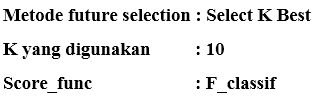 Metode future selection : Select K Best
K yang digunakan : 10
Score_func : F_classif